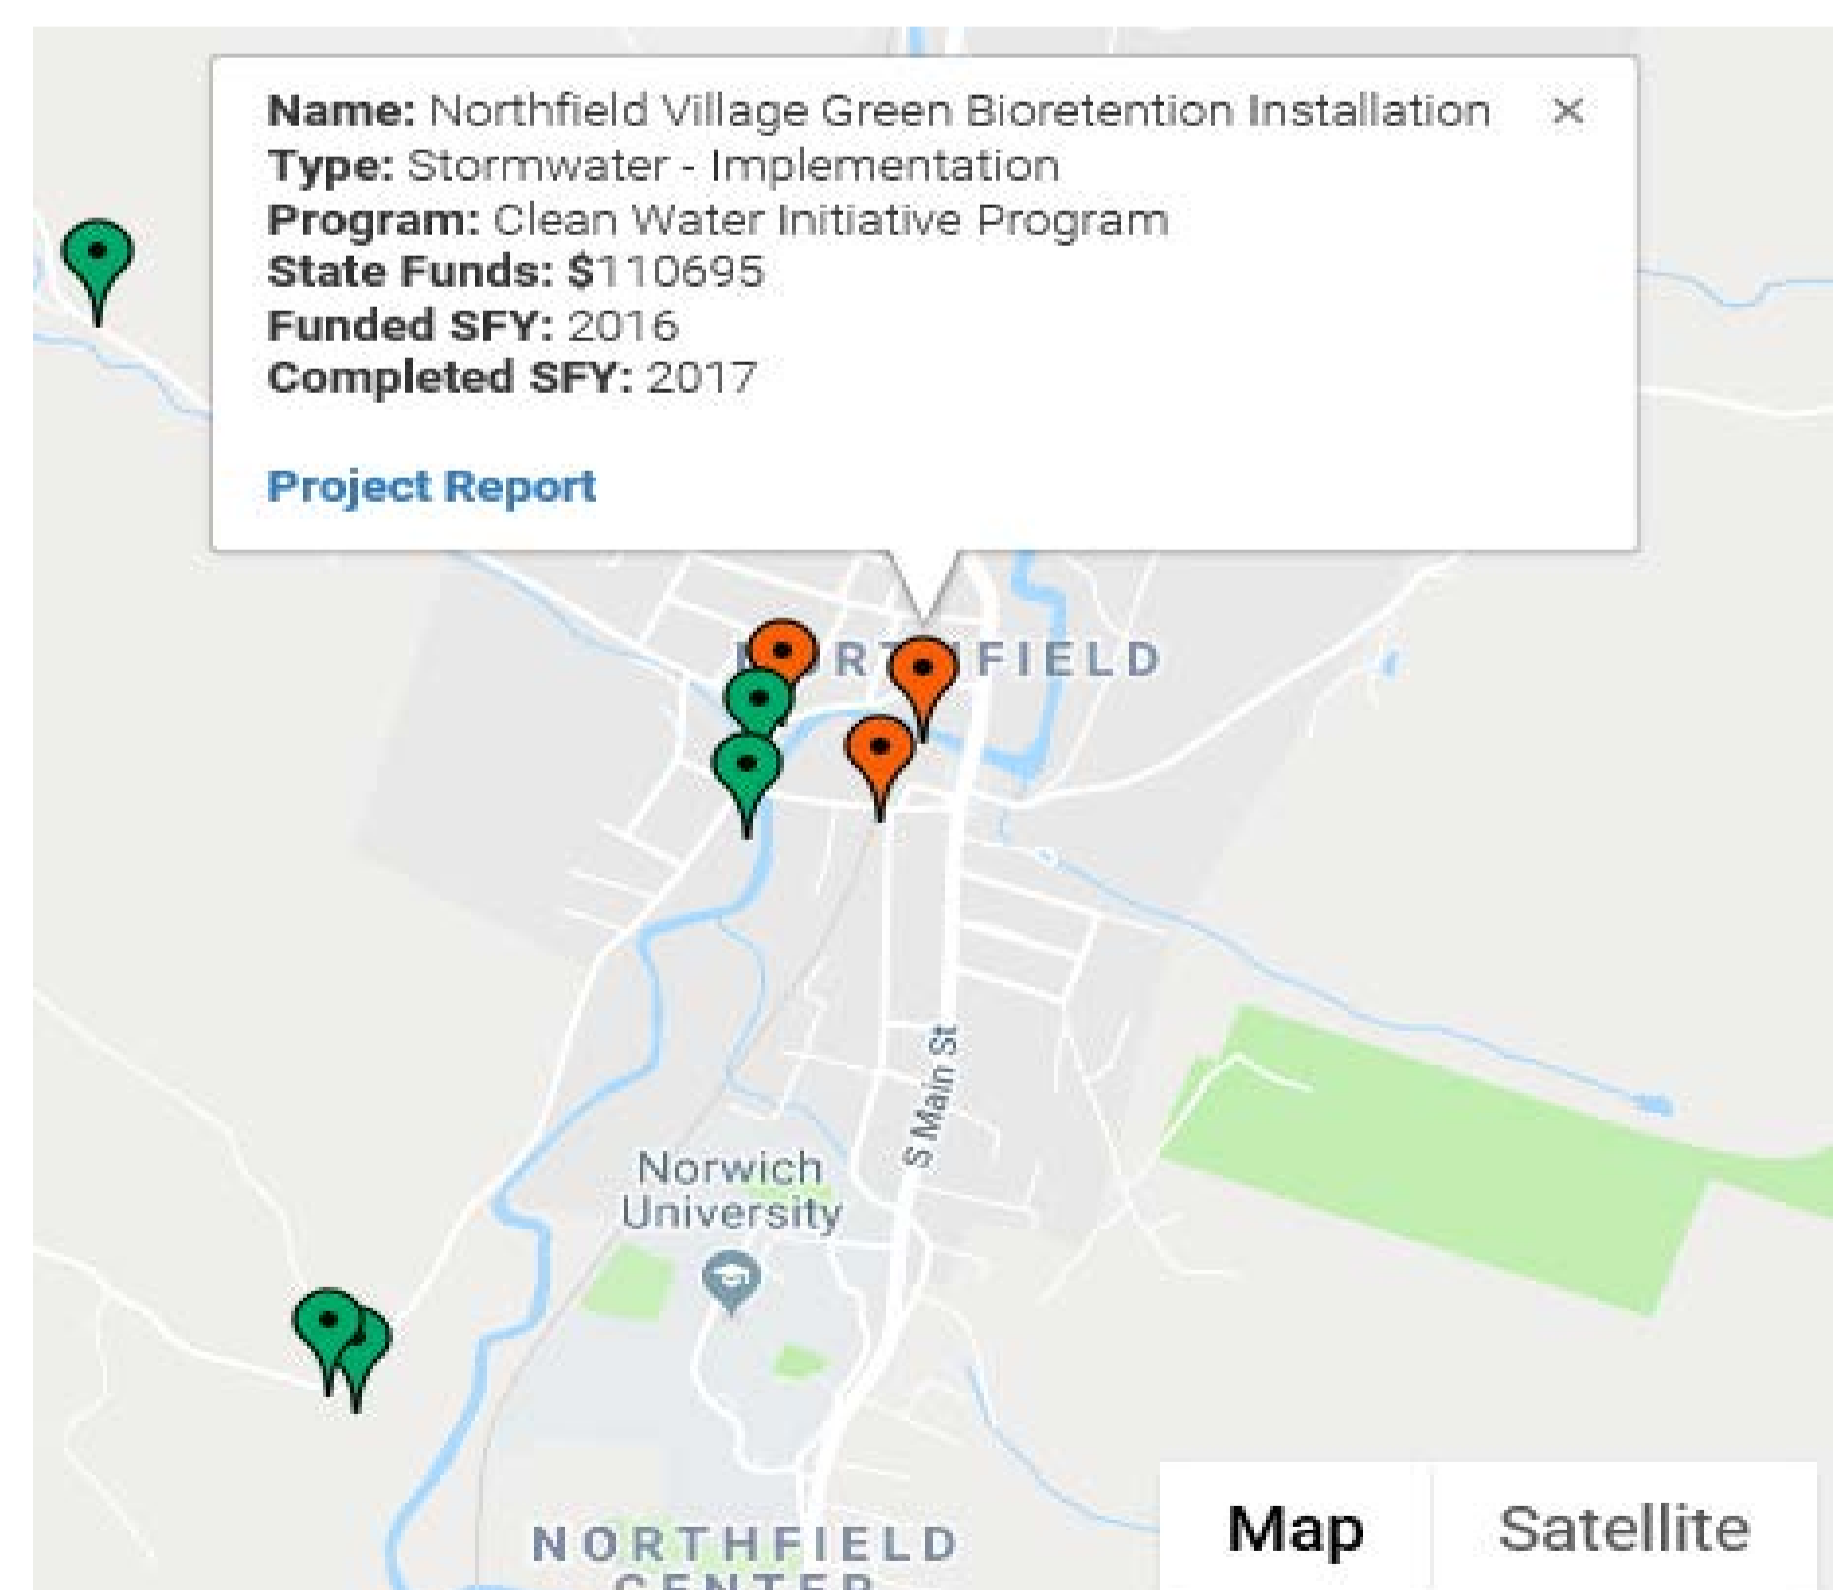 Name: Northfield Village Green Bioretention Installation ×
Type: Stormwater - Implementation
Program: Clean Water Initiative Program
State Funds: $110695
Funded SFY: 2016
Completed SFY: 2017
Project Report
FIELD
S Main St
Norwich
University
NORTHFIELD
CENTER
Map Satellite